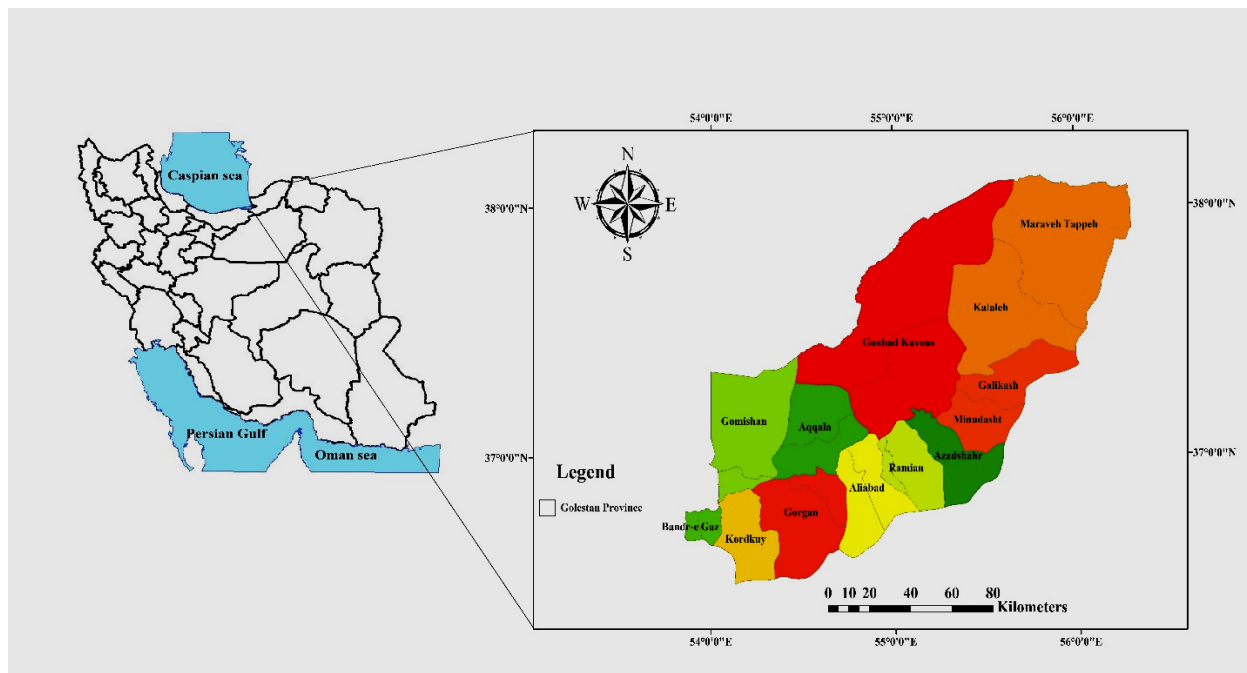 Caspian sea
Persian Gulf
Oman sea
54°0'0"E
55°0'0"E
56°0'0"E
38°0'0"N
38°0'0"N
N
W
E
S
Maraveh Tappeh
Kalaleh
Gonbad Kavous
Galikash
Gomishan
Minudasht
Aqqala
Azadshahr
37°0'0"N
37°0'0"N
Legend
Ramian
Aliabad
Golestan Province
Gorgan
Bandr-e Gaz
Kordkuy
0 10 20 40 60 80
Kilometers
54°0'0"E
55°0'0"E
56°0'0"E